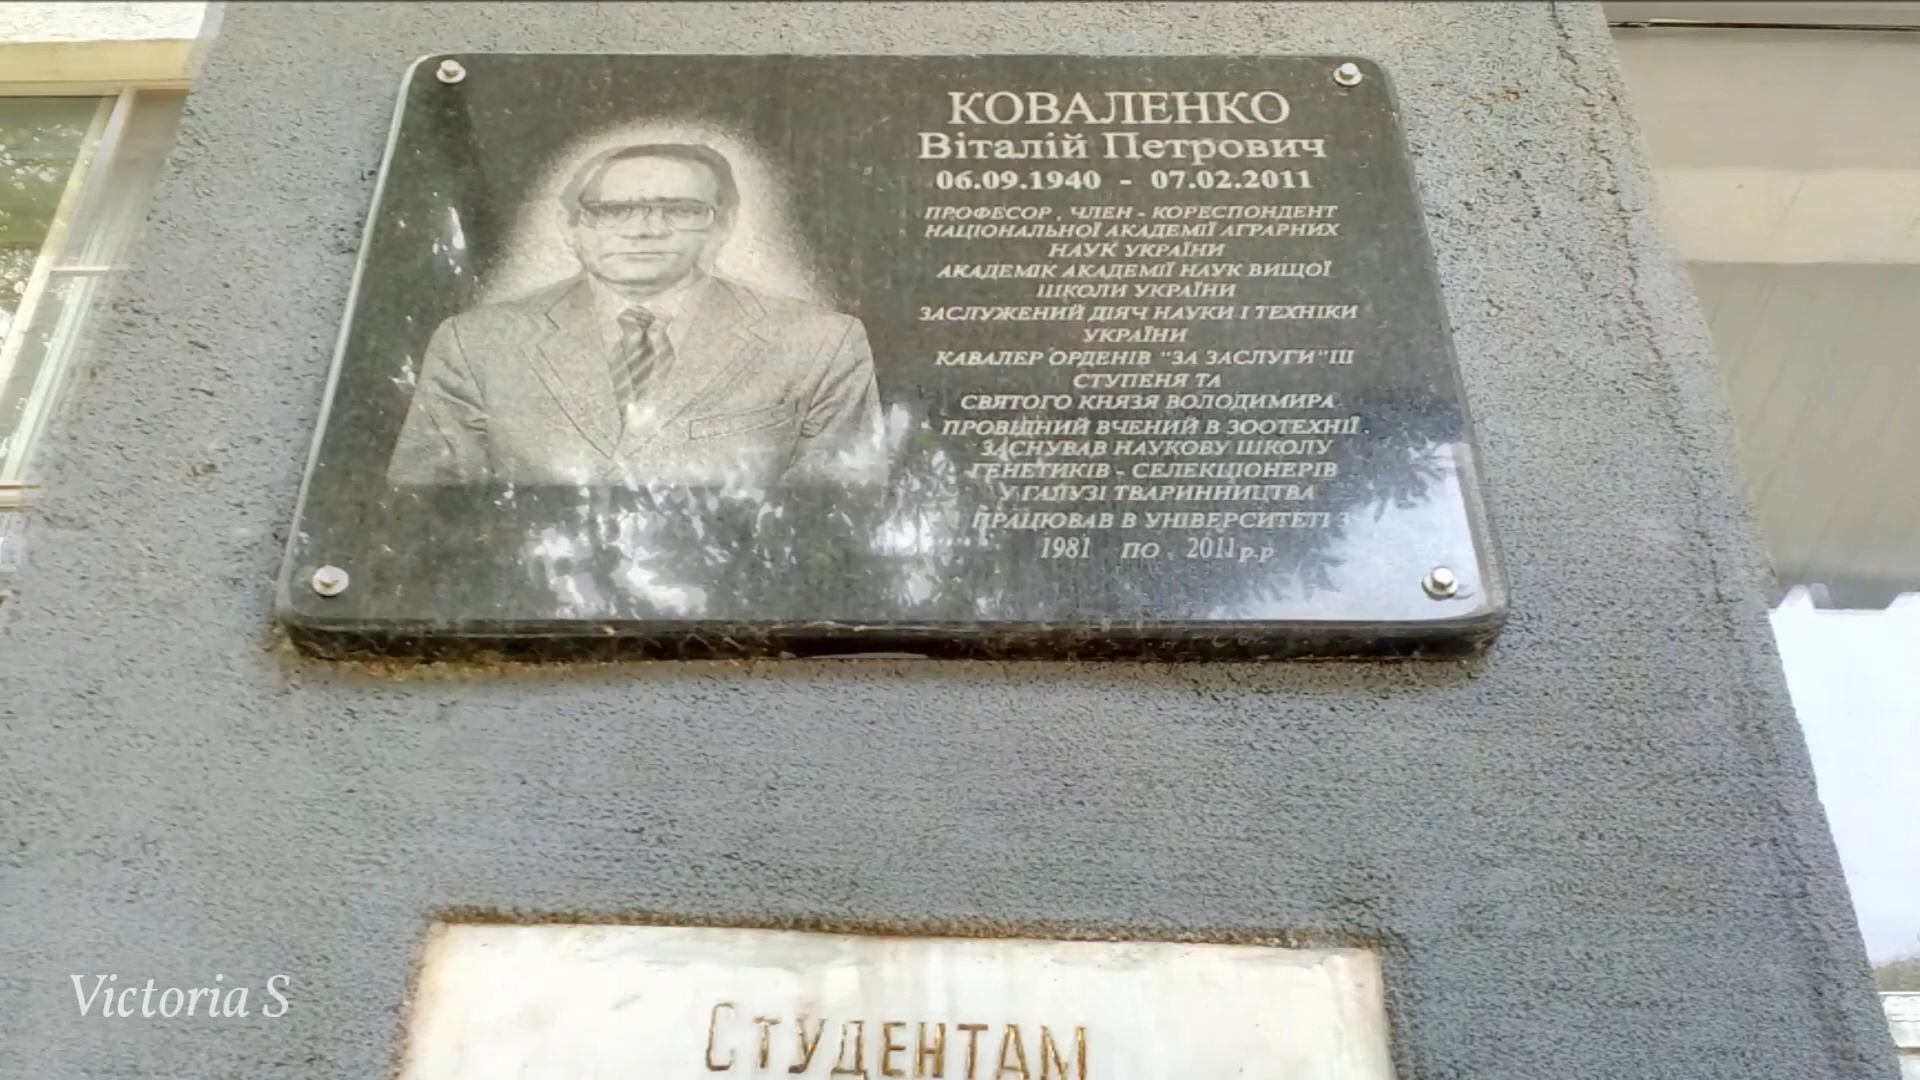 КОВАЛЕНКО
Віталій Петрович
06.09.1940 - 07.02.2011
ПРОФЕСОР , ЧЛЕН - КОРЕСПОНДЕНТ
НАЦІОНАЛЬНОЇ АКАДЕМІЇ АГРАРНИХ
НАУК УКРАЇНИ
АКАДЕМІК АКАДЕМІЇ НАУК ВИЩОЇ
ШКОЛИ УКРАЇНИ
ЗАСЛУЖЕНИЙ ДІЯЧ НАУКИ І ТЕХНІКИ
УКРАЇНИ
КАВАЛЕР ОРДЕНІВ "ЗА ЗАСЛУГИ" ІІІ
СТУПЕНЯ ТА
СВЯТОГО КНЯЗЯ ВОЛОДИМИРА
ПРОВІДНИЙ ВЧЕНИЙ В ЗООТЕХНІЇ .
ЗАСНУВАВ НАУКОВУ ШКОЛУ
ГЕНЕТИКІВ - СЕЛЕКЦІОНЕРІВ
У ГАЛУЗІ ТВАРИННИЦТВА
ПРАЦЮВАВ В УНІВЕРСИТЕТІ З
1981 ПО 2011 р.р
СТУДЕНТАМ
Victoria S